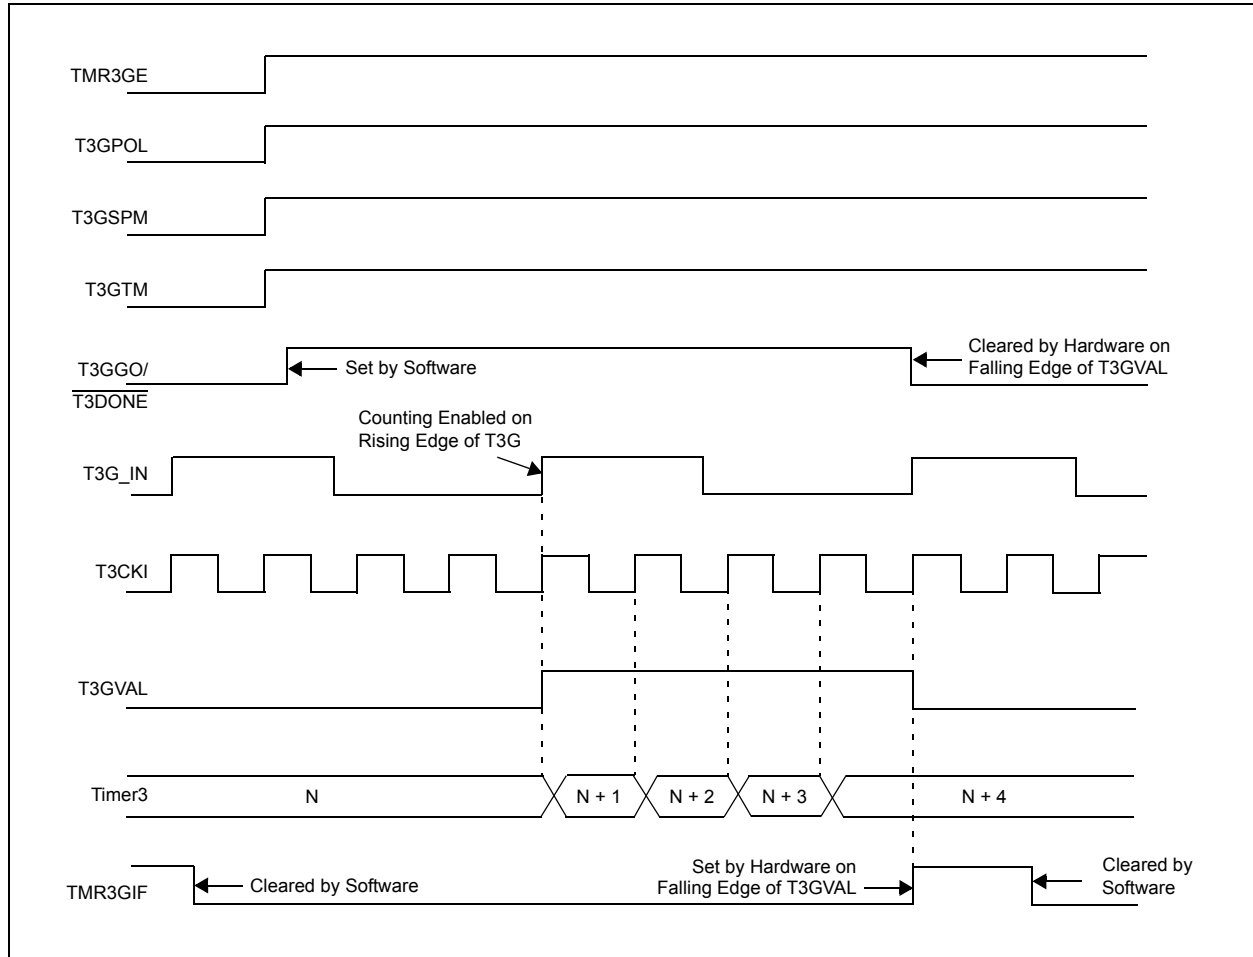 TMR3GE
T3GPOL
T3GSPM
T3GTM
T3GGO/
T3DONE
Set by Software
Cleared by Hardware on
Falling Edge of T3GVAL
Counting Enabled on
Rising Edge of T3G
T3G_IN
T3CKI
T3GVAL
Timer3
N
N + 1
N + 2
N + 3
N + 4
TMR3GIF
Cleared by Software
Set by Hardware on
Falling Edge of T3GVAL
Cleared by
Software